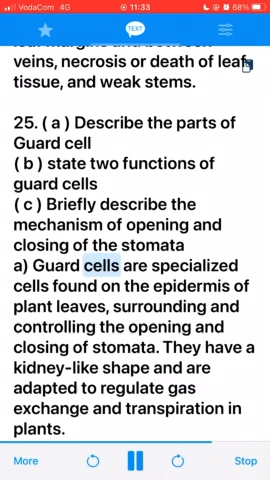 VodaCom 4G
11:33
68%
TEXT
leaf margins and between
veins, necrosis or death of leaf
tissue, and weak stems.
25. ( a ) Describe the parts of
Guard cell
( b ) state two functions of
guard cells
( c ) Briefly describe the
mechanism of opening and
closing of the stomata
a) Guard cells are specialized
cells found on the epidermis of
plant leaves, surrounding and
controlling the opening and
closing of stomata. They have a
kidney-like shape and are
adapted to regulate gas
exchange and transpiration in
plants.
More
Stop